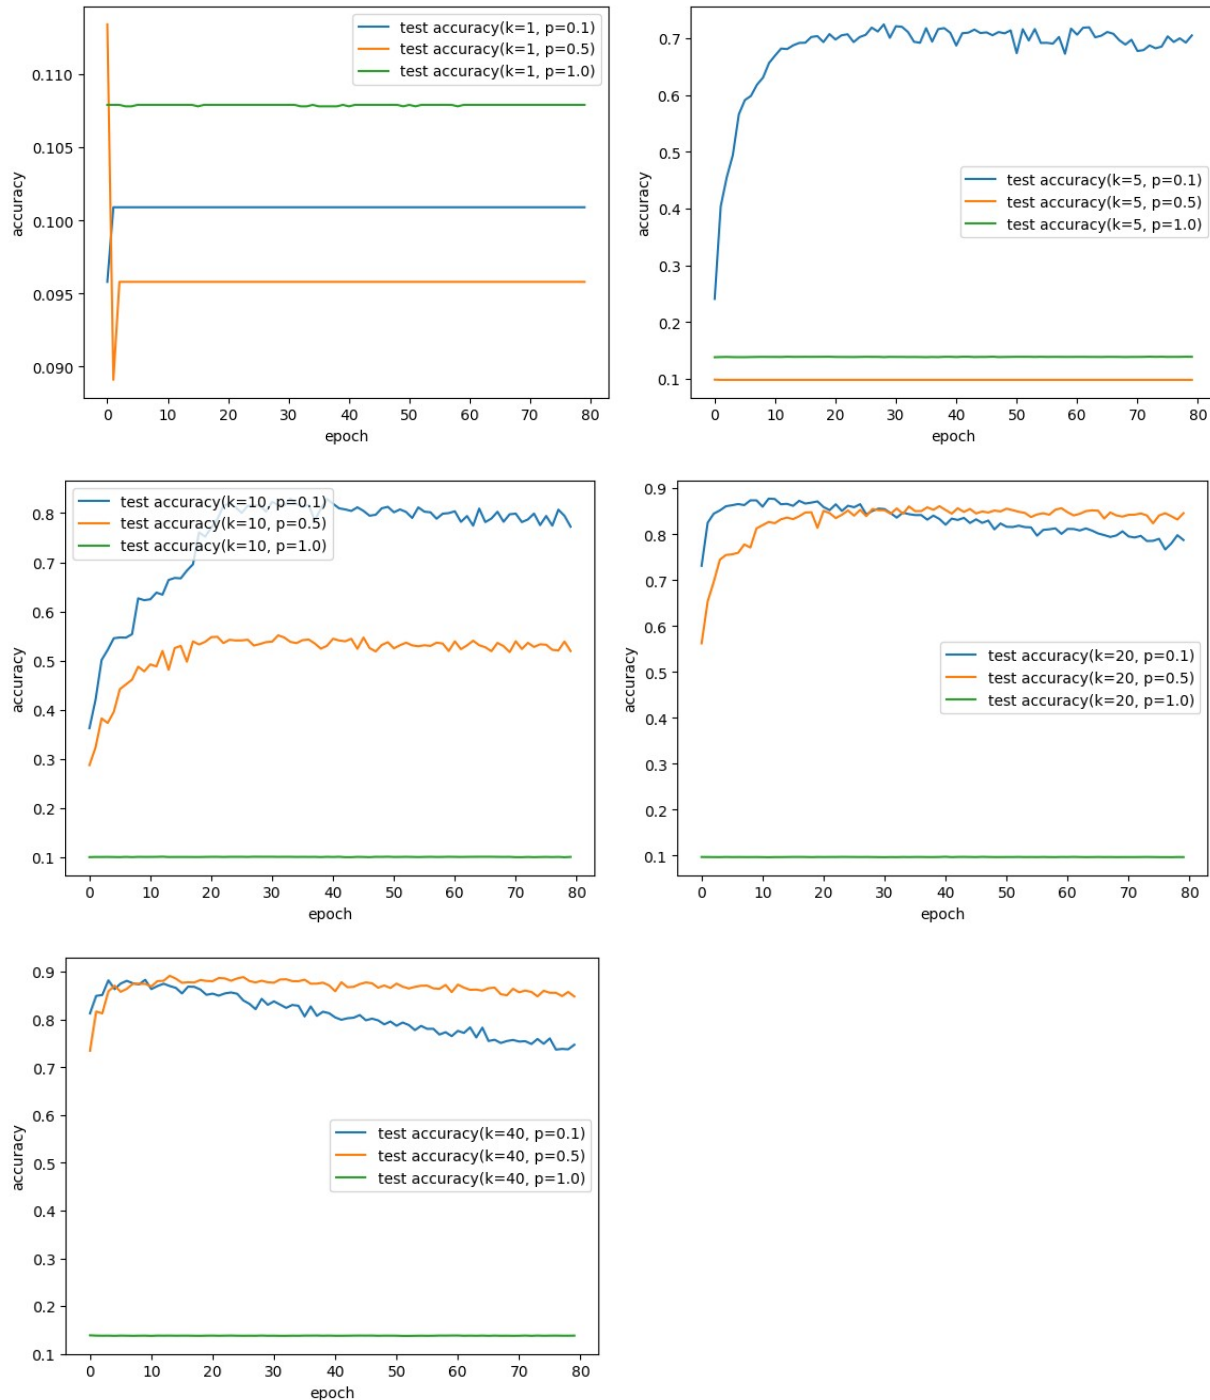 test accuracy(k=1, p=0.1)
test accuracy(k=1, p=0.5)
test accuracy(k=1, p=1.0)
0.110
0.105
0.100
0.095
0.090
accuracy
0 10 20 30 40 50 60 70 80
epoch
test accuracy(k=5, p=0.1)
test accuracy(k=5, p=0.5)
test accuracy(k=5, p=1.0)
0.7
0.6
0.5
0.4
0.3
0.2
0.1
accuracy
0 10 20 30 40 50 60 70 80
epoch
test accuracy(k=10, p=0.1)
test accuracy(k=10, p=0.5)
test accuracy(k=10, p=1.0)
0.8
0.7
0.6
0.5
0.4
0.3
0.2
0.1
accuracy
0 10 20 30 40 50 60 70 80
epoch
test accuracy(k=20, p=0.1)
test accuracy(k=20, p=0.5)
test accuracy(k=20, p=1.0)
0.9
0.8
0.7
0.6
0.5
0.4
0.3
0.2
0.1
accuracy
0 10 20 30 40 50 60 70 80
epoch
test accuracy(k=40, p=0.1)
test accuracy(k=40, p=0.5)
test accuracy(k=40, p=1.0)
0.9
0.8
0.7
0.6
0.5
0.4
0.3
0.2
0.1
accuracy
0 10 20 30 40 50 60 70 80
epoch